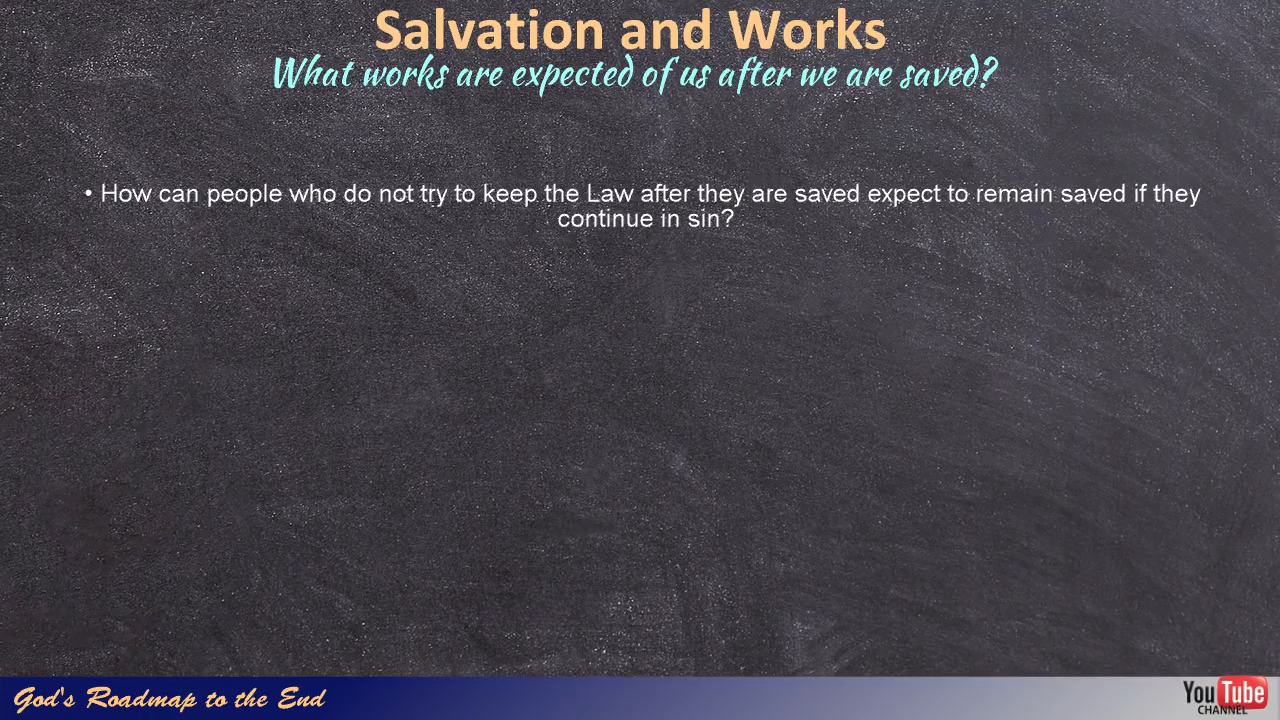 Salvation and Works
What works are expected of us after we are saved?
• How can people who do not try to keep the Law after they are saved expect to remain saved if they
continue in sin?
God's Roadmap to the End
YouTube
CHANNEL